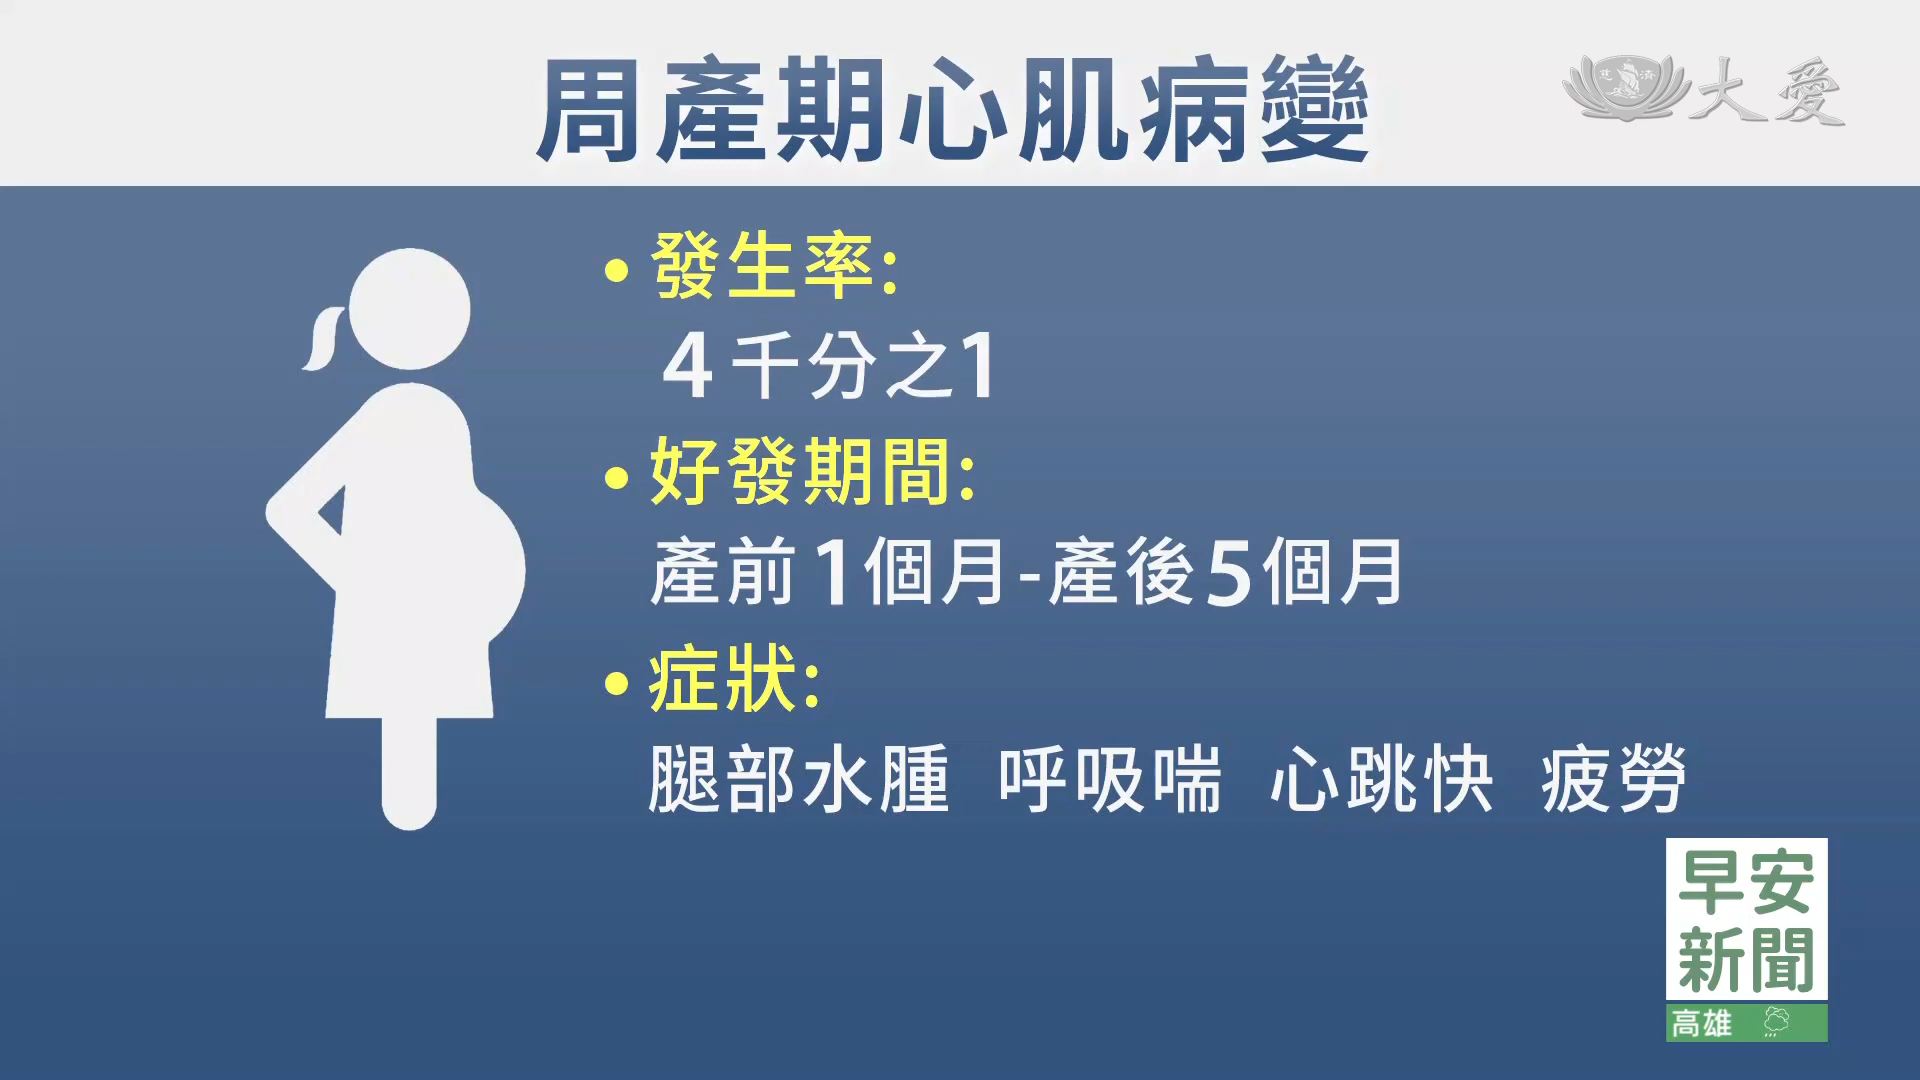 周產期心肌病變
慈濟 大愛
• 發生率:
4千分之1
• 好發期間:
產前1個月-產後5個月
• 症狀:
腿部水腫 呼吸喘 心跳快 疲勞
早安
新聞
高雄